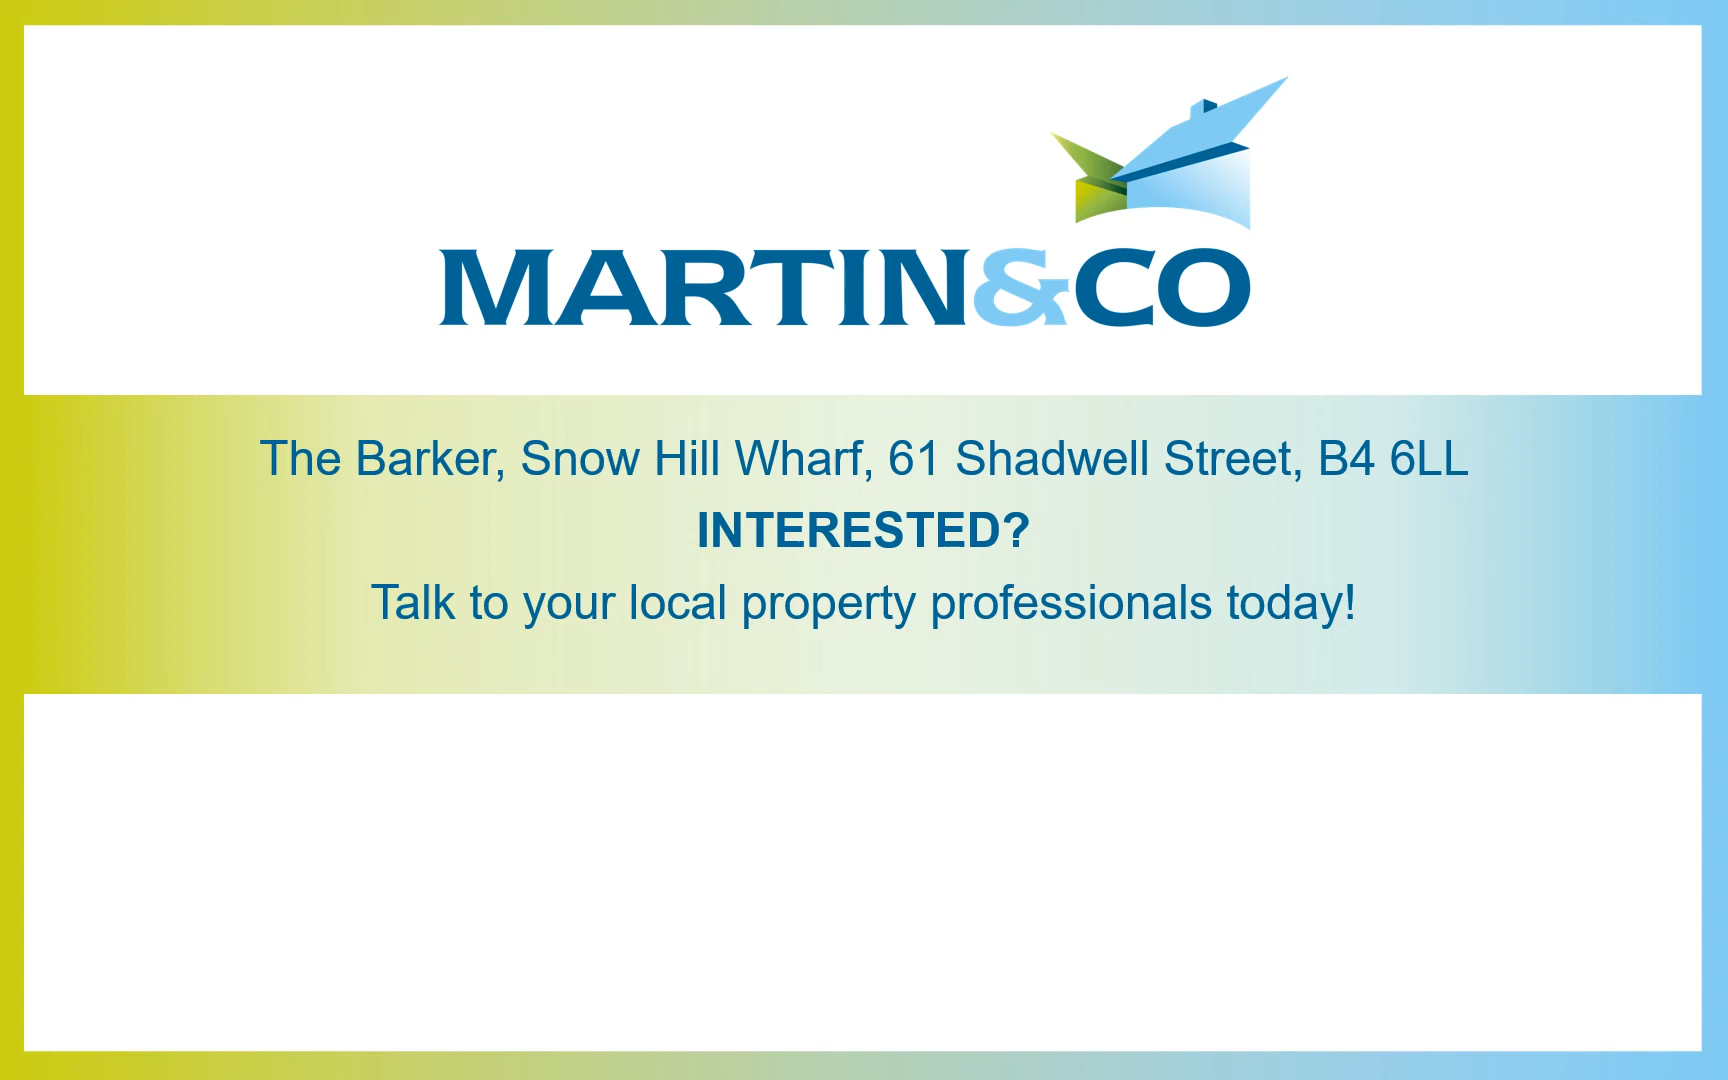 MARTIN&CO
The Barker, Snow Hill Wharf, 61 Shadwell Street, B4 6LL
INTERESTED?
Talk to your local property professionals today!